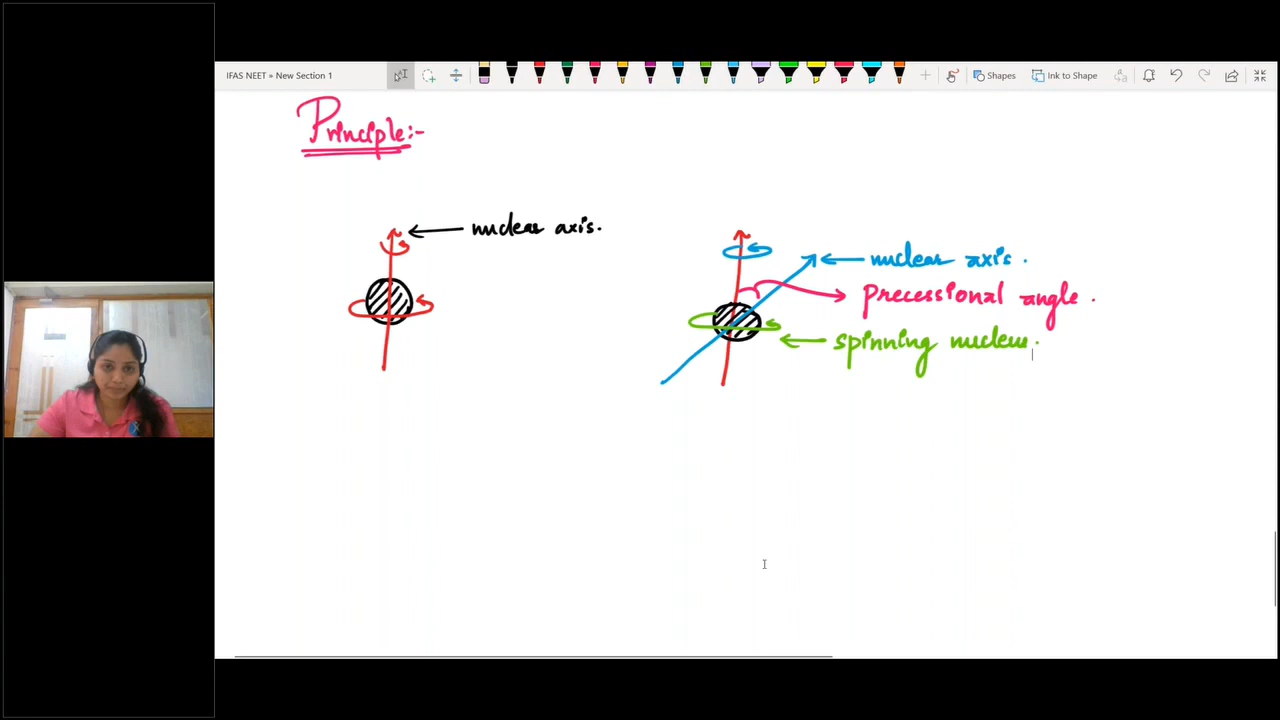 IFAS NEET » New Section 1
Shapes
Ink to Shape
Principle:-
nuclear axis.
nuclear axis.
precessional angle.
spinning nucleus.